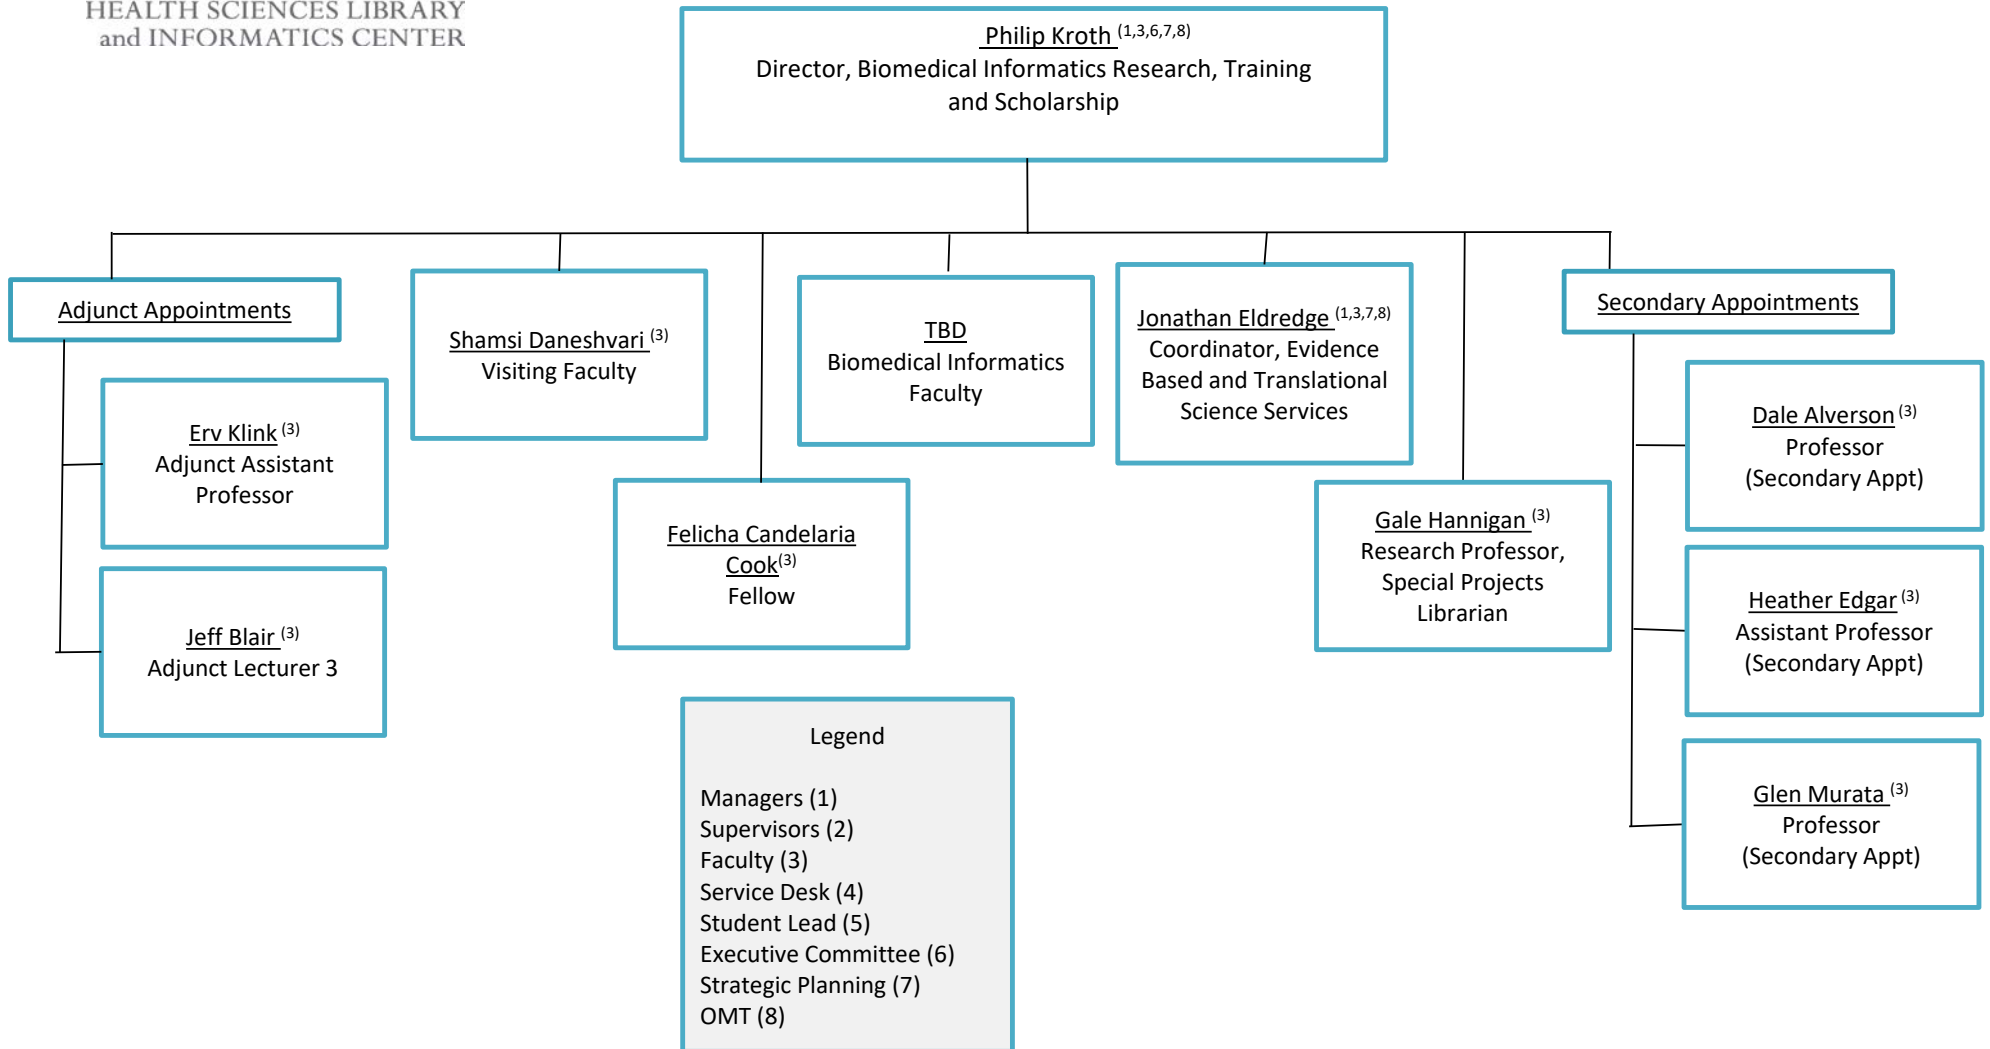 HEALTH SCIENCES LIBRARY
and INFORMATICS CENTER
Philip Kroth (1,3,6,7,8)
Director, Biomedical Informatics Research, Training
and Scholarship
Adjunct Appointments
Erv Klink (3)
Adjunct Assistant
Professor
Jeff Blair (3)
Adjunct Lecturer 3
Shamsi Daneshvari (3)
Visiting Faculty
Felicha Candelaria
Cook(3)
Fellow
TBD
Biomedical Informatics
Faculty
Jonathan Eldredge (1,3,7,8)
Coordinator, Evidence
Based and Translational
Science Services
Gale Hannigan (3)
Research Professor,
Special Projects
Librarian
Secondary Appointments
Dale Alverson (3)
Professor
(Secondary Appt)
Heather Edgar (3)
Assistant Professor
(Secondary Appt)
Glen Murata (3)
Professor
(Secondary Appt)
Legend
Managers (1)
Supervisors (2)
Faculty (3)
Service Desk (4)
Student Lead (5)
Executive Committee (6)
Strategic Planning (7)
OMT (8)